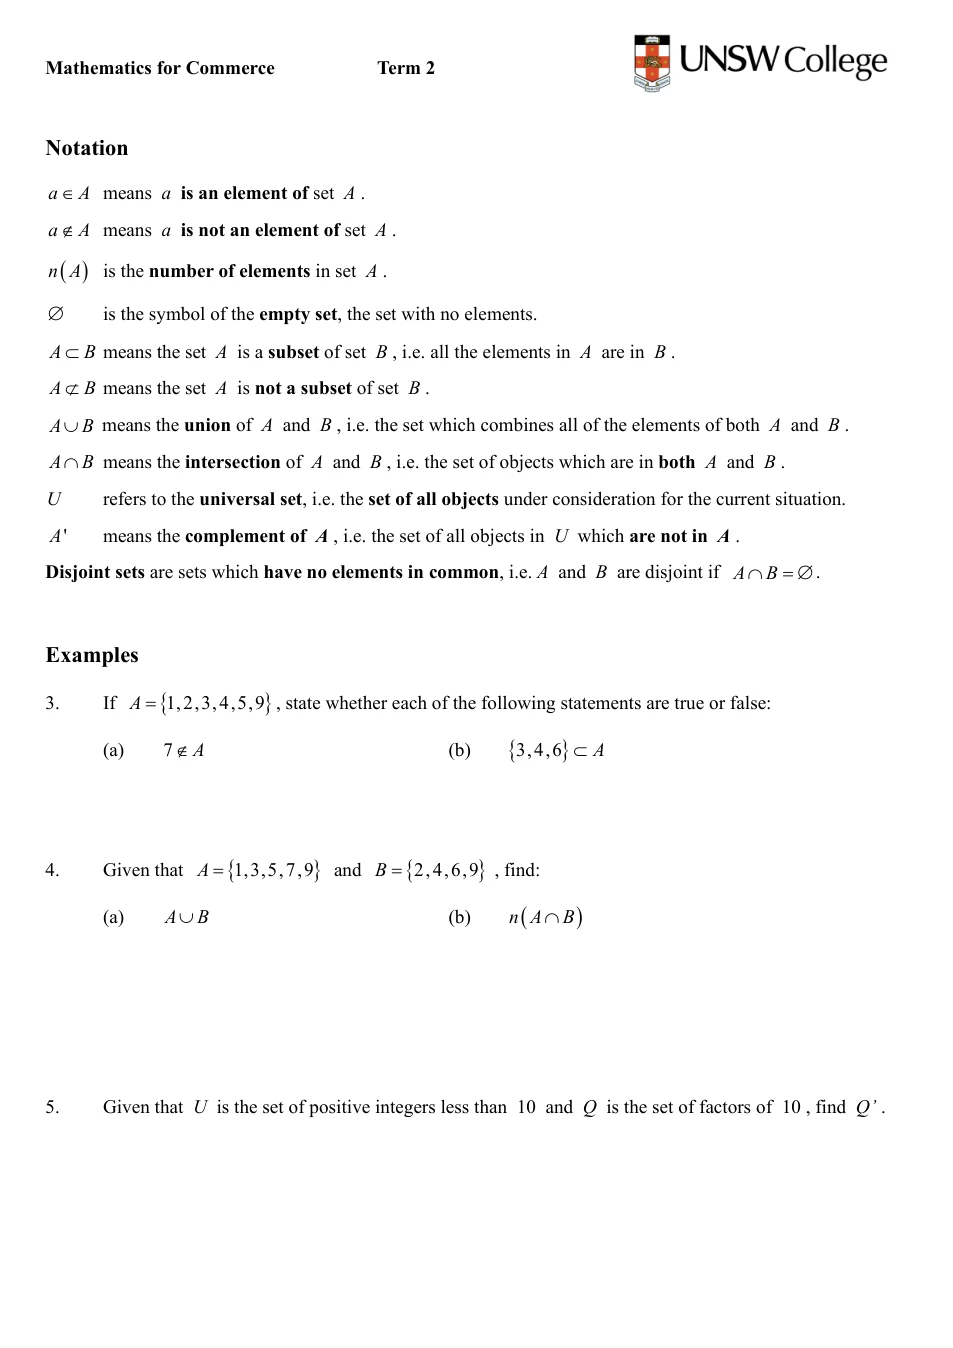 Mathematics for Commerce Term 2
UNSW College
Notation
a ∈ A means a is an element of set A .
a ∉ A means a is not an element of set A .
n(A) is the number of elements in set A .
∅ is the symbol of the empty set, the set with no elements.
A ⊂ B means the set A is a subset of set B , i.e. all the elements in A are in B .
A ⊄ B means the set A is not a subset of set B .
A ∪ B means the union of A and B , i.e. the set which combines all of the elements of both A and B .
A ∩ B means the intersection of A and B , i.e. the set of objects which are in both A and B .
U refers to the universal set, i.e. the set of all objects under consideration for the current situation.
A' means the complement of A , i.e. the set of all objects in U which are not in A .
Disjoint sets are sets which have no elements in common, i.e. A and B are disjoint if A ∩ B = ∅ .
Examples
3. If A = {1,2,3,4,5,9} , state whether each of the following statements are true or false:
(a) 7 ∉ A (b) {3,4,6} ⊂ A
4. Given that A = {1,3,5,7,9} and B = {2,4,6,9} , find:
(a) A ∪ B (b) n(A ∩ B)
5. Given that U is the set of positive integers less than 10 and Q is the set of factors of 10 , find Q’ .